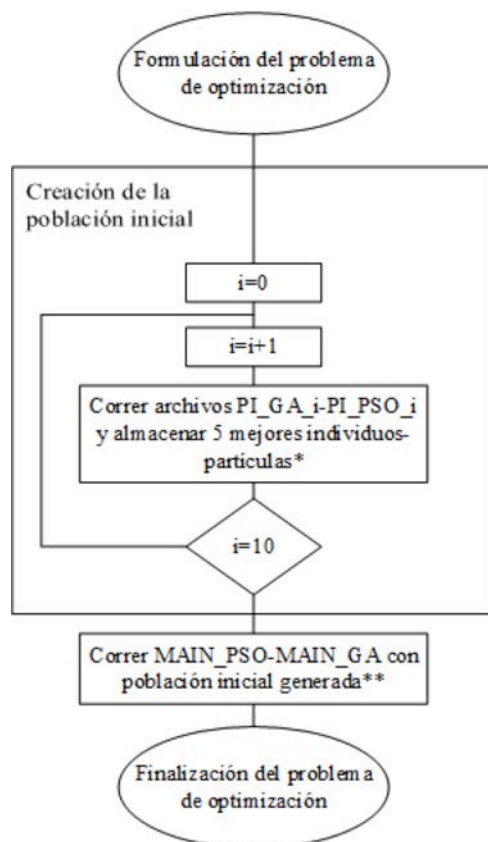 Formulación del problema
de optimización
Creación de la
población inicial
i=0
i=i+1
Correr archivos PI_GA_i-PI_PSO_i
y almacenar 5 mejores individuos-
partículas*
i=10
Correr MAIN_PSO-MAIN_GA con
población inicial generada**
Finalización del problema
de optimización